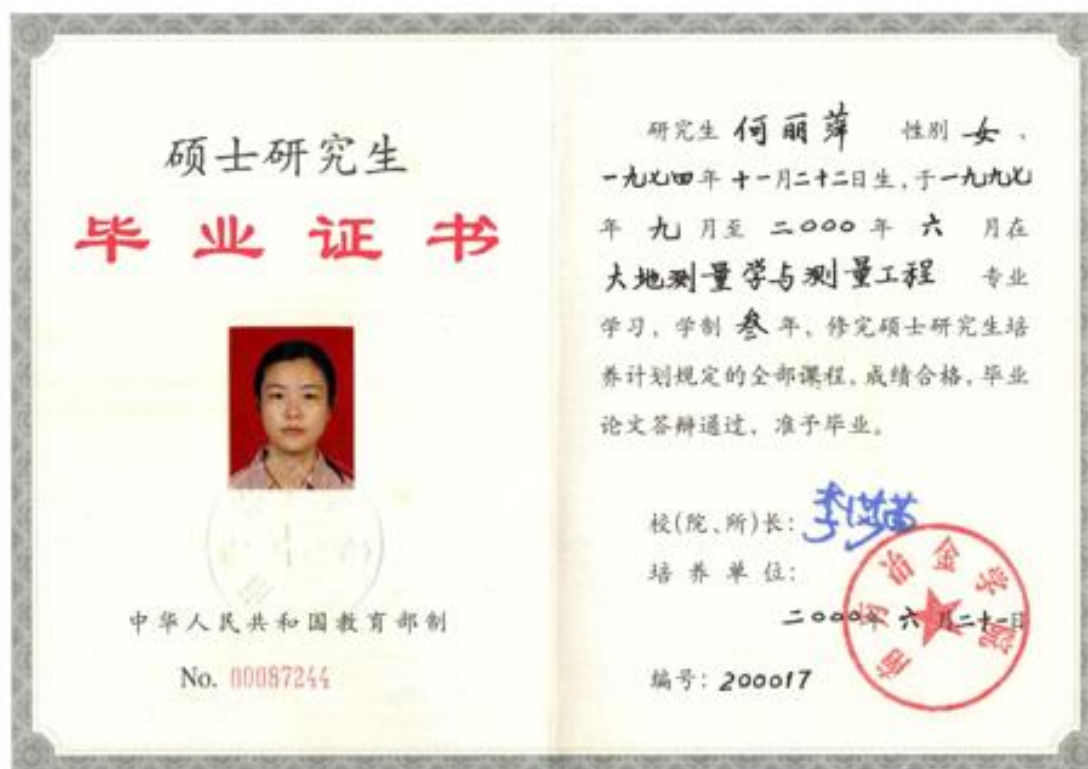 硕士研究生
毕业证书
中华人民共和国教育部制
No. 00087244
研究生 何丽萍 性别 女、
一九七四年 十一月二十二日生,于一九九七
年 九 月至 二000 年 六 月在
大地测量学与测量工程 专业
学习,学制 叁 年,修完硕士研究生培
养计划规定的全部课程,成绩合格,毕业
论文答辩通过,准予毕业。
校(院、所)长:
培养单位:
南方冶金学院
二000年 六 月二十一日
编号:200017